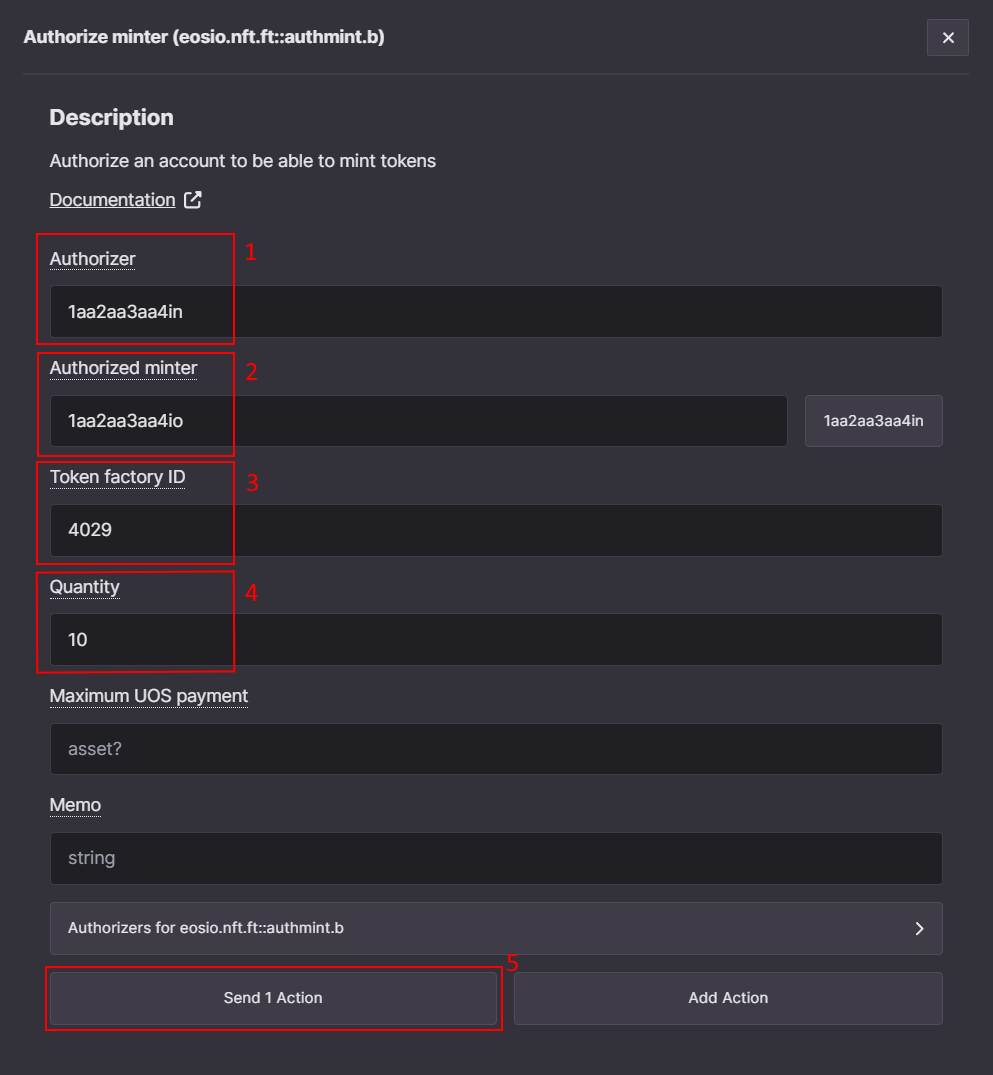 Authorize minter (eosio.nft.ft::authmint.b)
Description
Authorize an account to be able to mint tokens
Documentation
Authorizer
1
1aa2aa3aa4in
Authorized minter
2
1aa2aa3aa4io
1aa2aa3aa4in
Token factory ID
3
4029
Quantity
4
10
Maximum UOS payment
asset?
Memo
string
Authorizers for eosio.nft.ft::authmint.b
5
Send 1 Action
Add Action